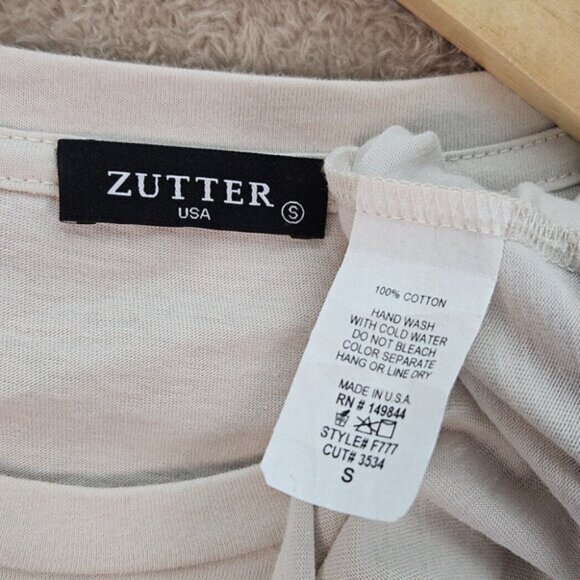 ZUTTER
USA
S
100% COTTON
HAND WASH
WITH COLD WATER
DO NOT BLEACH
COLOR SEPARATE
HANG OR LINE DRY
MADE IN U.S.A
RN # 149844
STYLE# F777
CUT# 3534
S